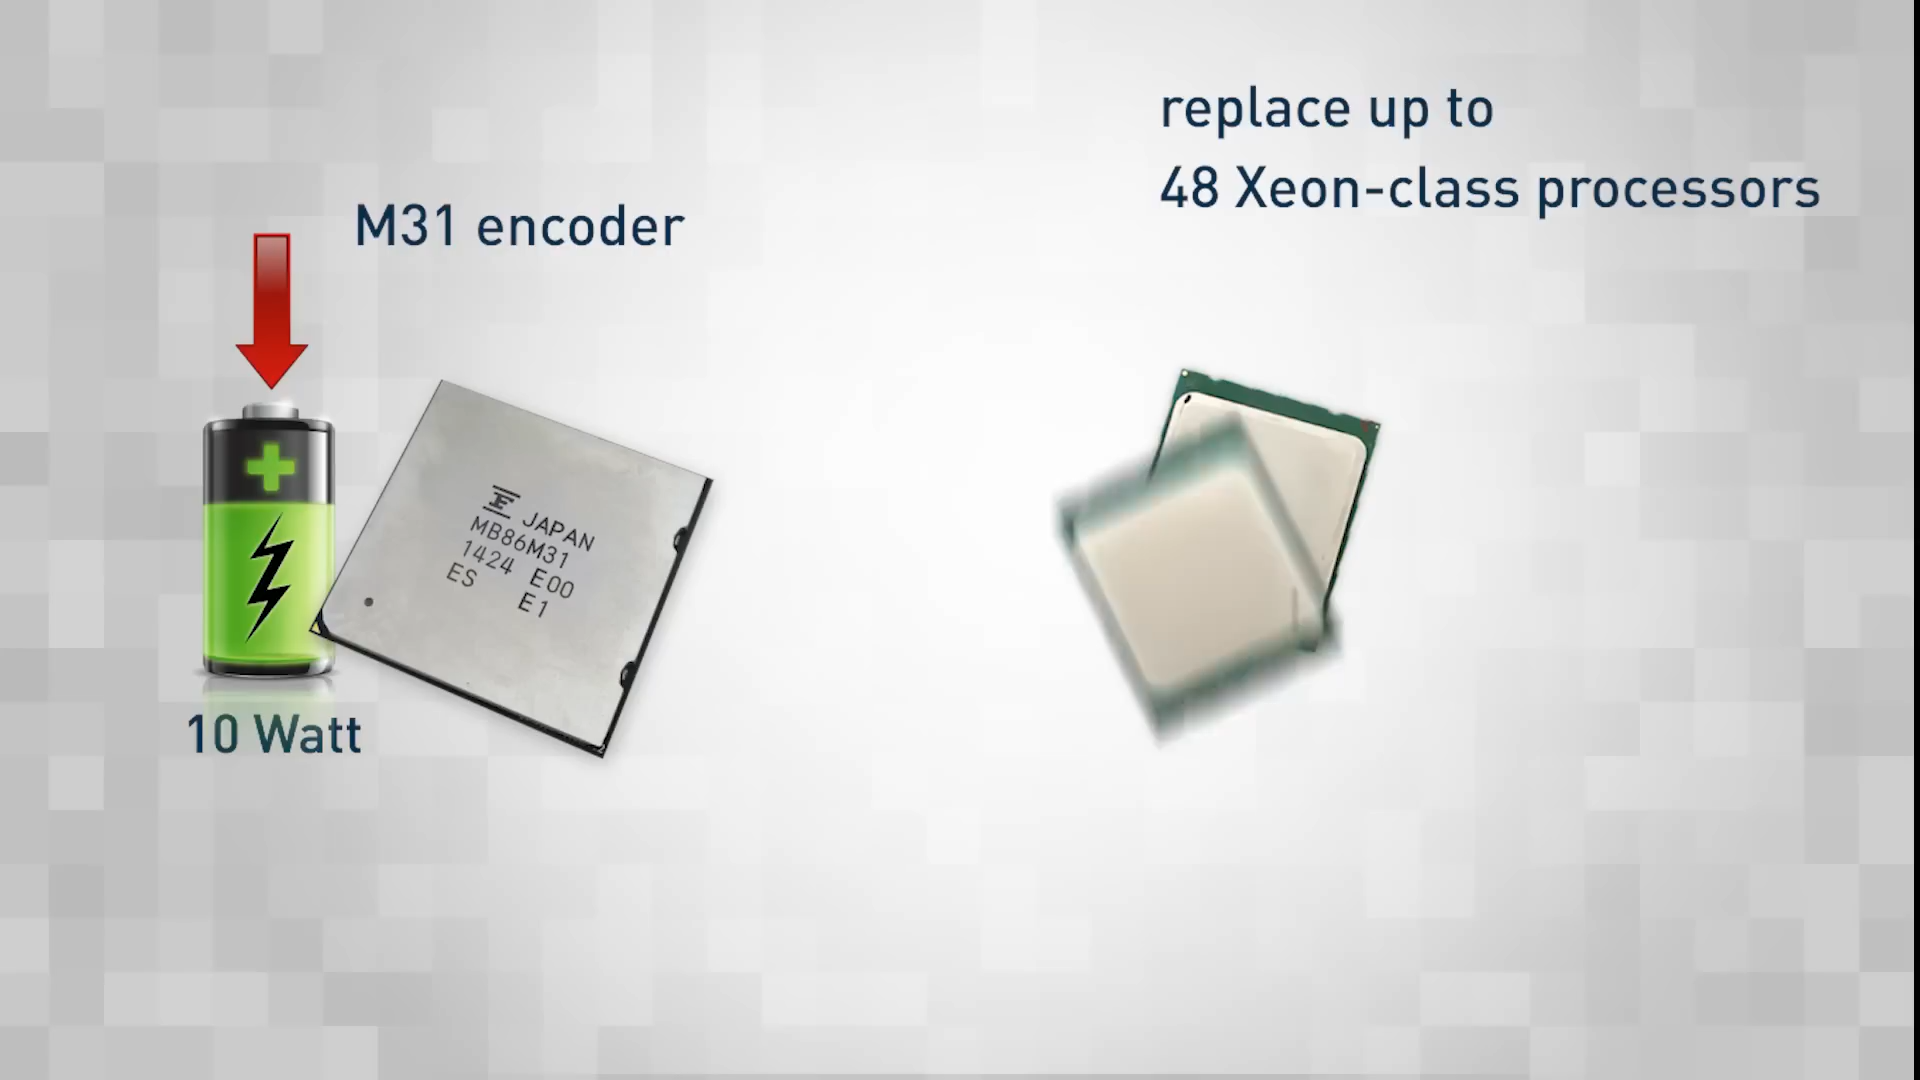 replace up to
48 Xeon-class processors
M31 encoder
JAPAN
MB86M31
1424 E00
ES E1
10 Watt